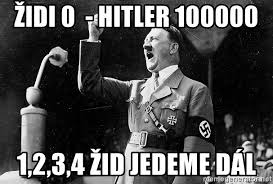 ŽIDI 0 - HITLER 100000
1,2,3,4 ŽID JEDEME DÁL
memegenerator.net